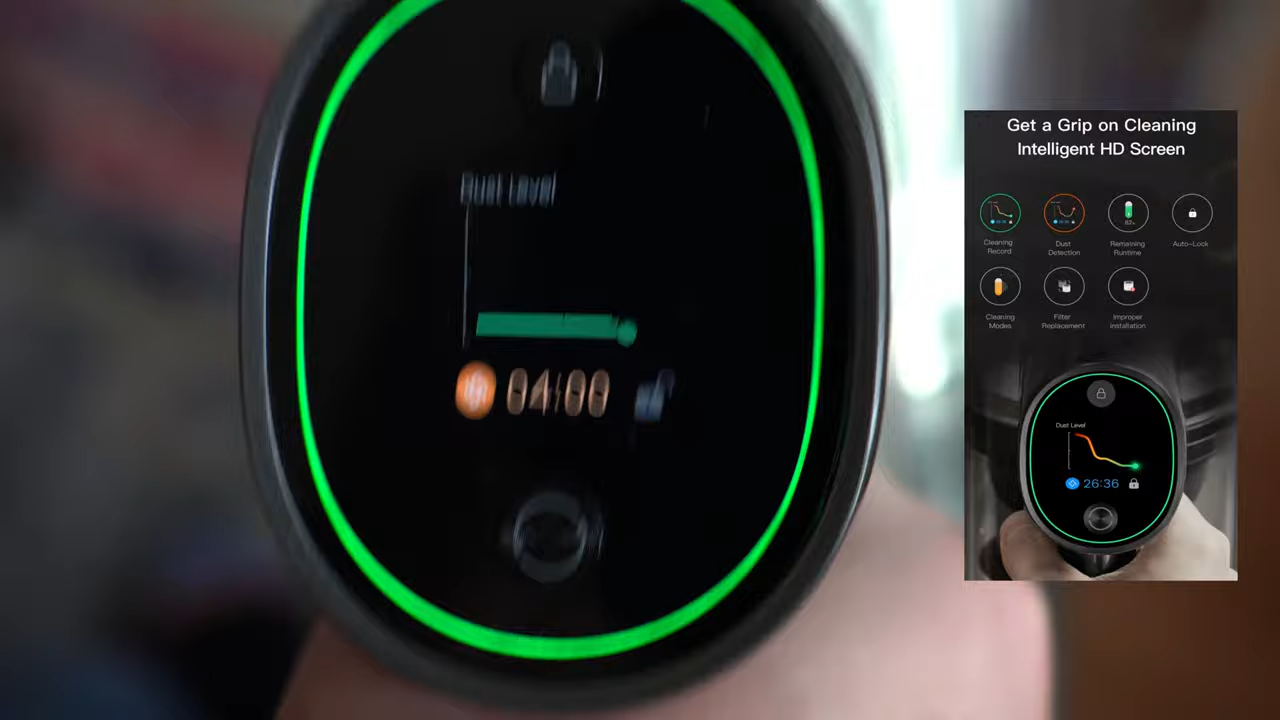 Dust Level
04:00
Get a Grip on Cleaning
Intelligent HD Screen
Cleaning
Record
Dust
Detection
Remaining
Runtime
Auto-Lock
Cleaning
Modes
Filter
Replacement
Improper
installation
Dust Level
26:36